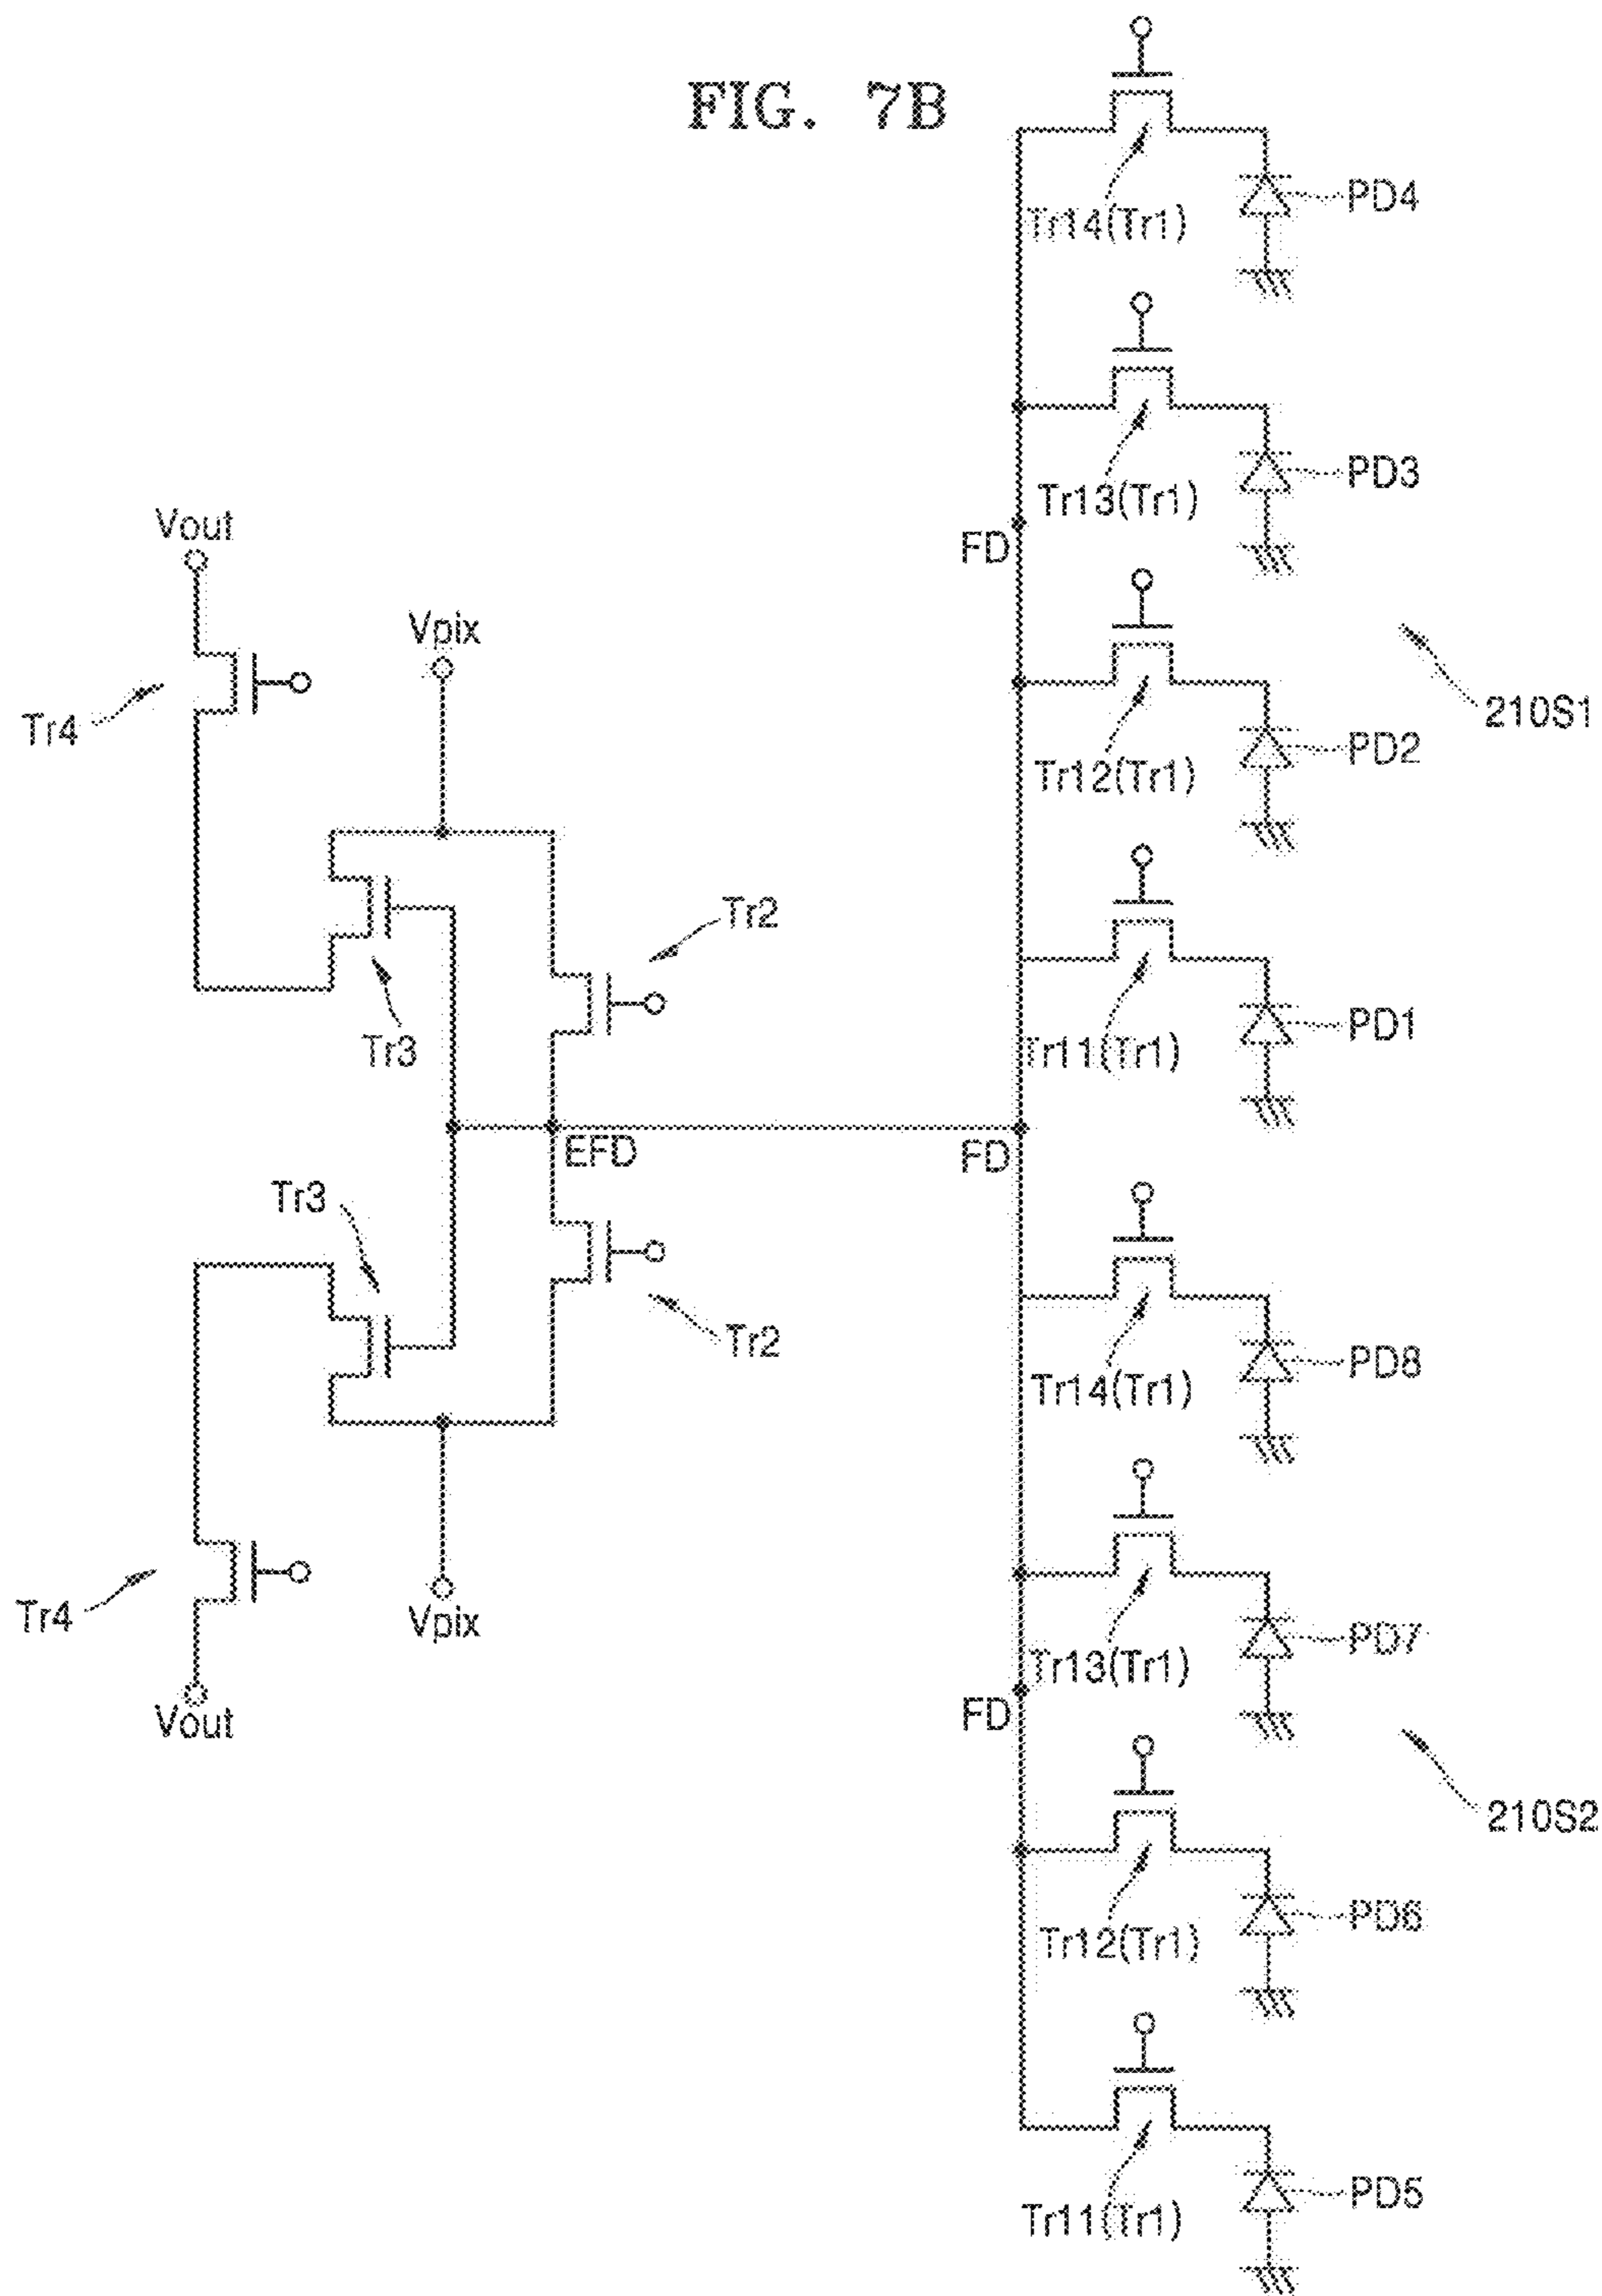 FIG. 7B
Tr14(Tr1)
PD4
Tr13(Tr1)
PD3
FD
Vout
Vpix
Tr4
Tr12(Tr1)
PD2
210S1
Tr2
Tr3
Tr11(Tr1)
PD1
EFD
FD
Tr3
Tr2
Tr14(Tr1)
PD8
Tr4
Vpix
Vout
Tr13(Tr1)
PD7
FD
210S2
Tr12(Tr1)
PD6
Tr11(Tr1)
PD5